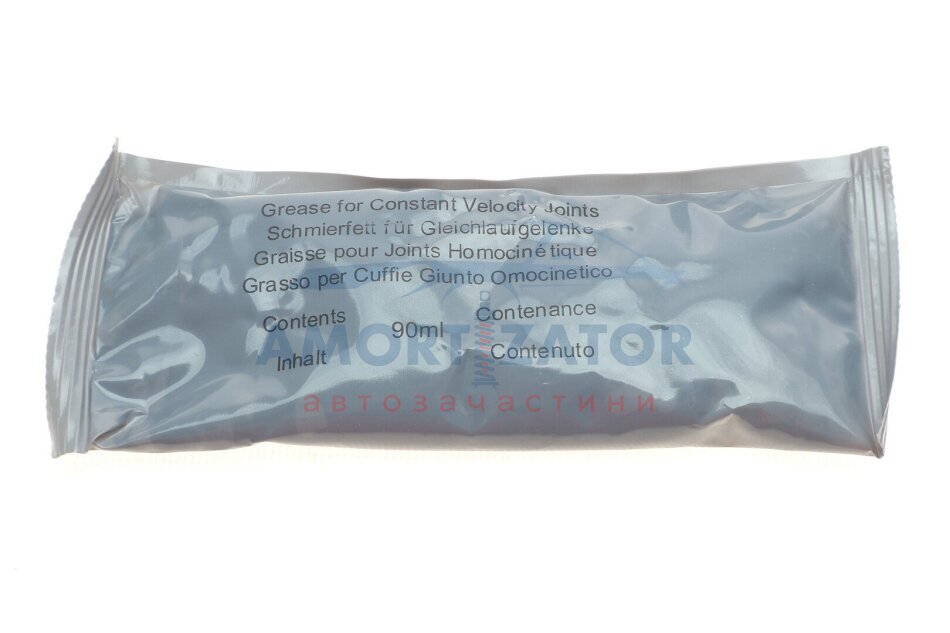 Grease for Constant Velocity Joints
Schmierfett für Gleichlaufgelenke
Graisse pour Joints Homocinétique
Grasso per Cuffie Giunto Omocinetico
Contents 90ml Contenance
Inhalt Contenuto
AMORTIZATOR
автозачастини